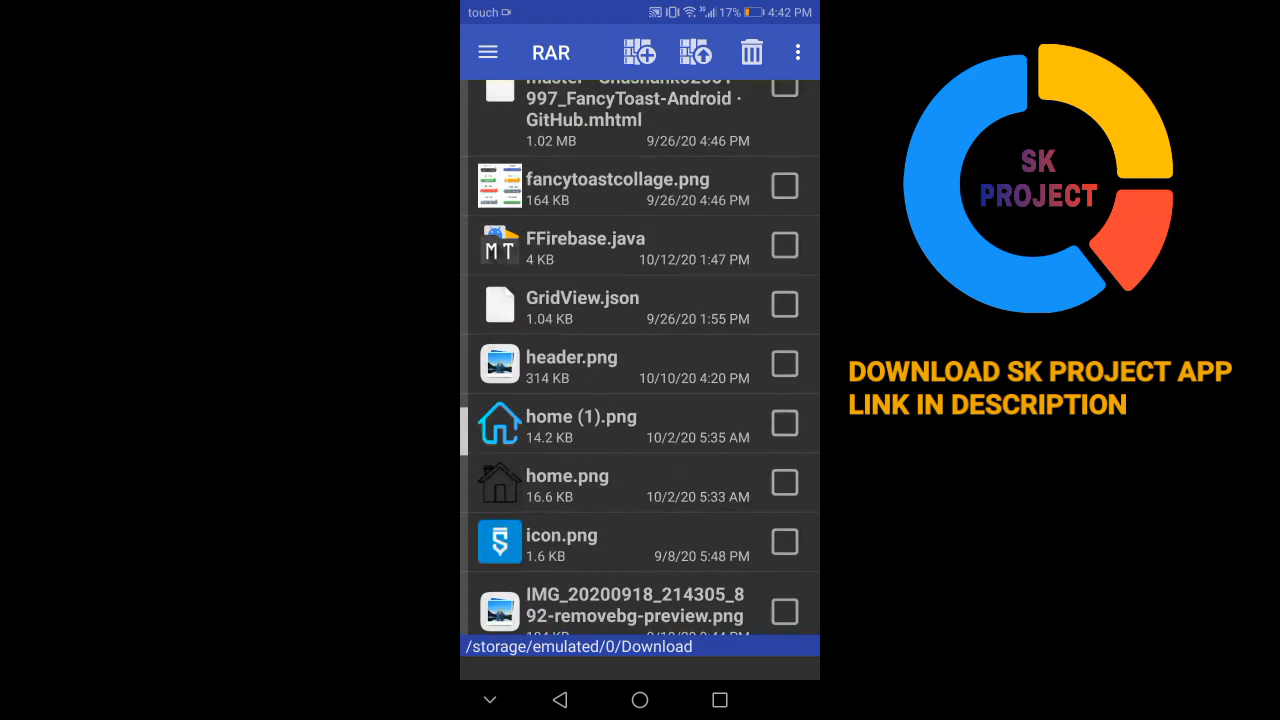 touch
17%
4:42 PM
RAR
997_FancyToast-Android ·
GitHub.mhtml
1.02 MB 9/26/20 4:46 PM
fancytoastcollage.png
164 KB 9/26/20 4:46 PM
M T
FFirebase.java
4 KB 10/12/20 1:47 PM
GridView.json
1.04 KB 9/26/20 1:55 PM
header.png
314 KB 10/10/20 4:20 PM
home (1).png
14.2 KB 10/2/20 5:35 AM
home.png
16.6 KB 10/2/20 5:33 AM
icon.png
1.6 KB 9/8/20 5:48 PM
IMG_20200918_214305_8
92-removebg-preview.png
/storage/emulated/0/Download
SK
PROJECT
DOWNLOAD SK PROJECT APP
LINK IN DESCRIPTION